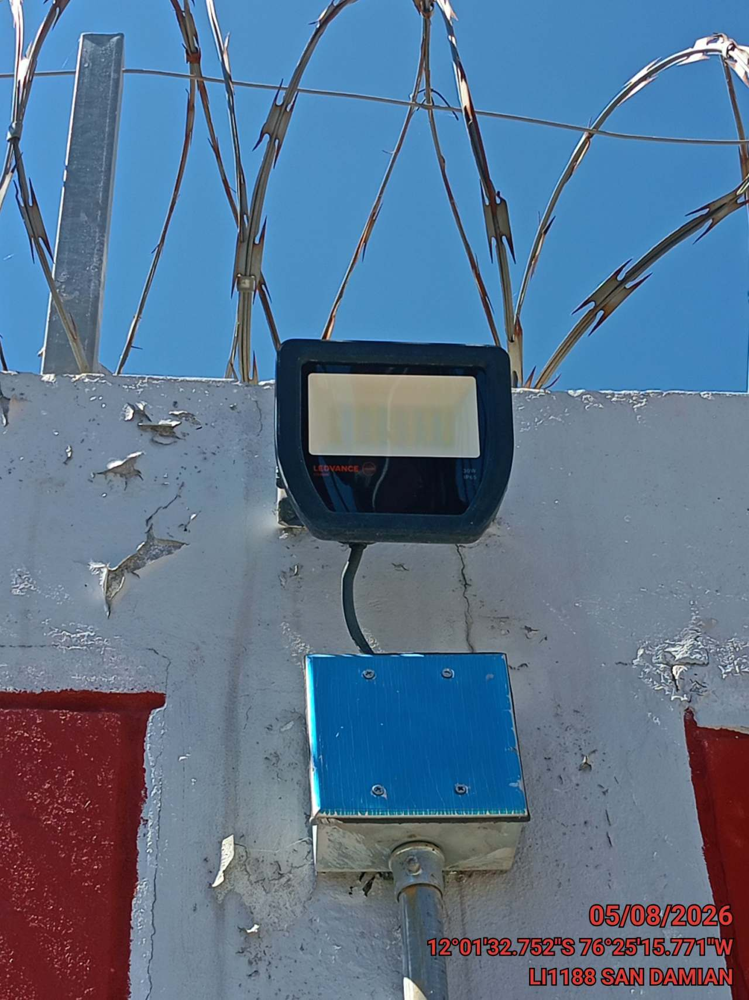 LEDVANCE
30W
IP65
05/08/2026
12°01'32.752"S 76°25'15.771"W
LI1188 SAN DAMIAN